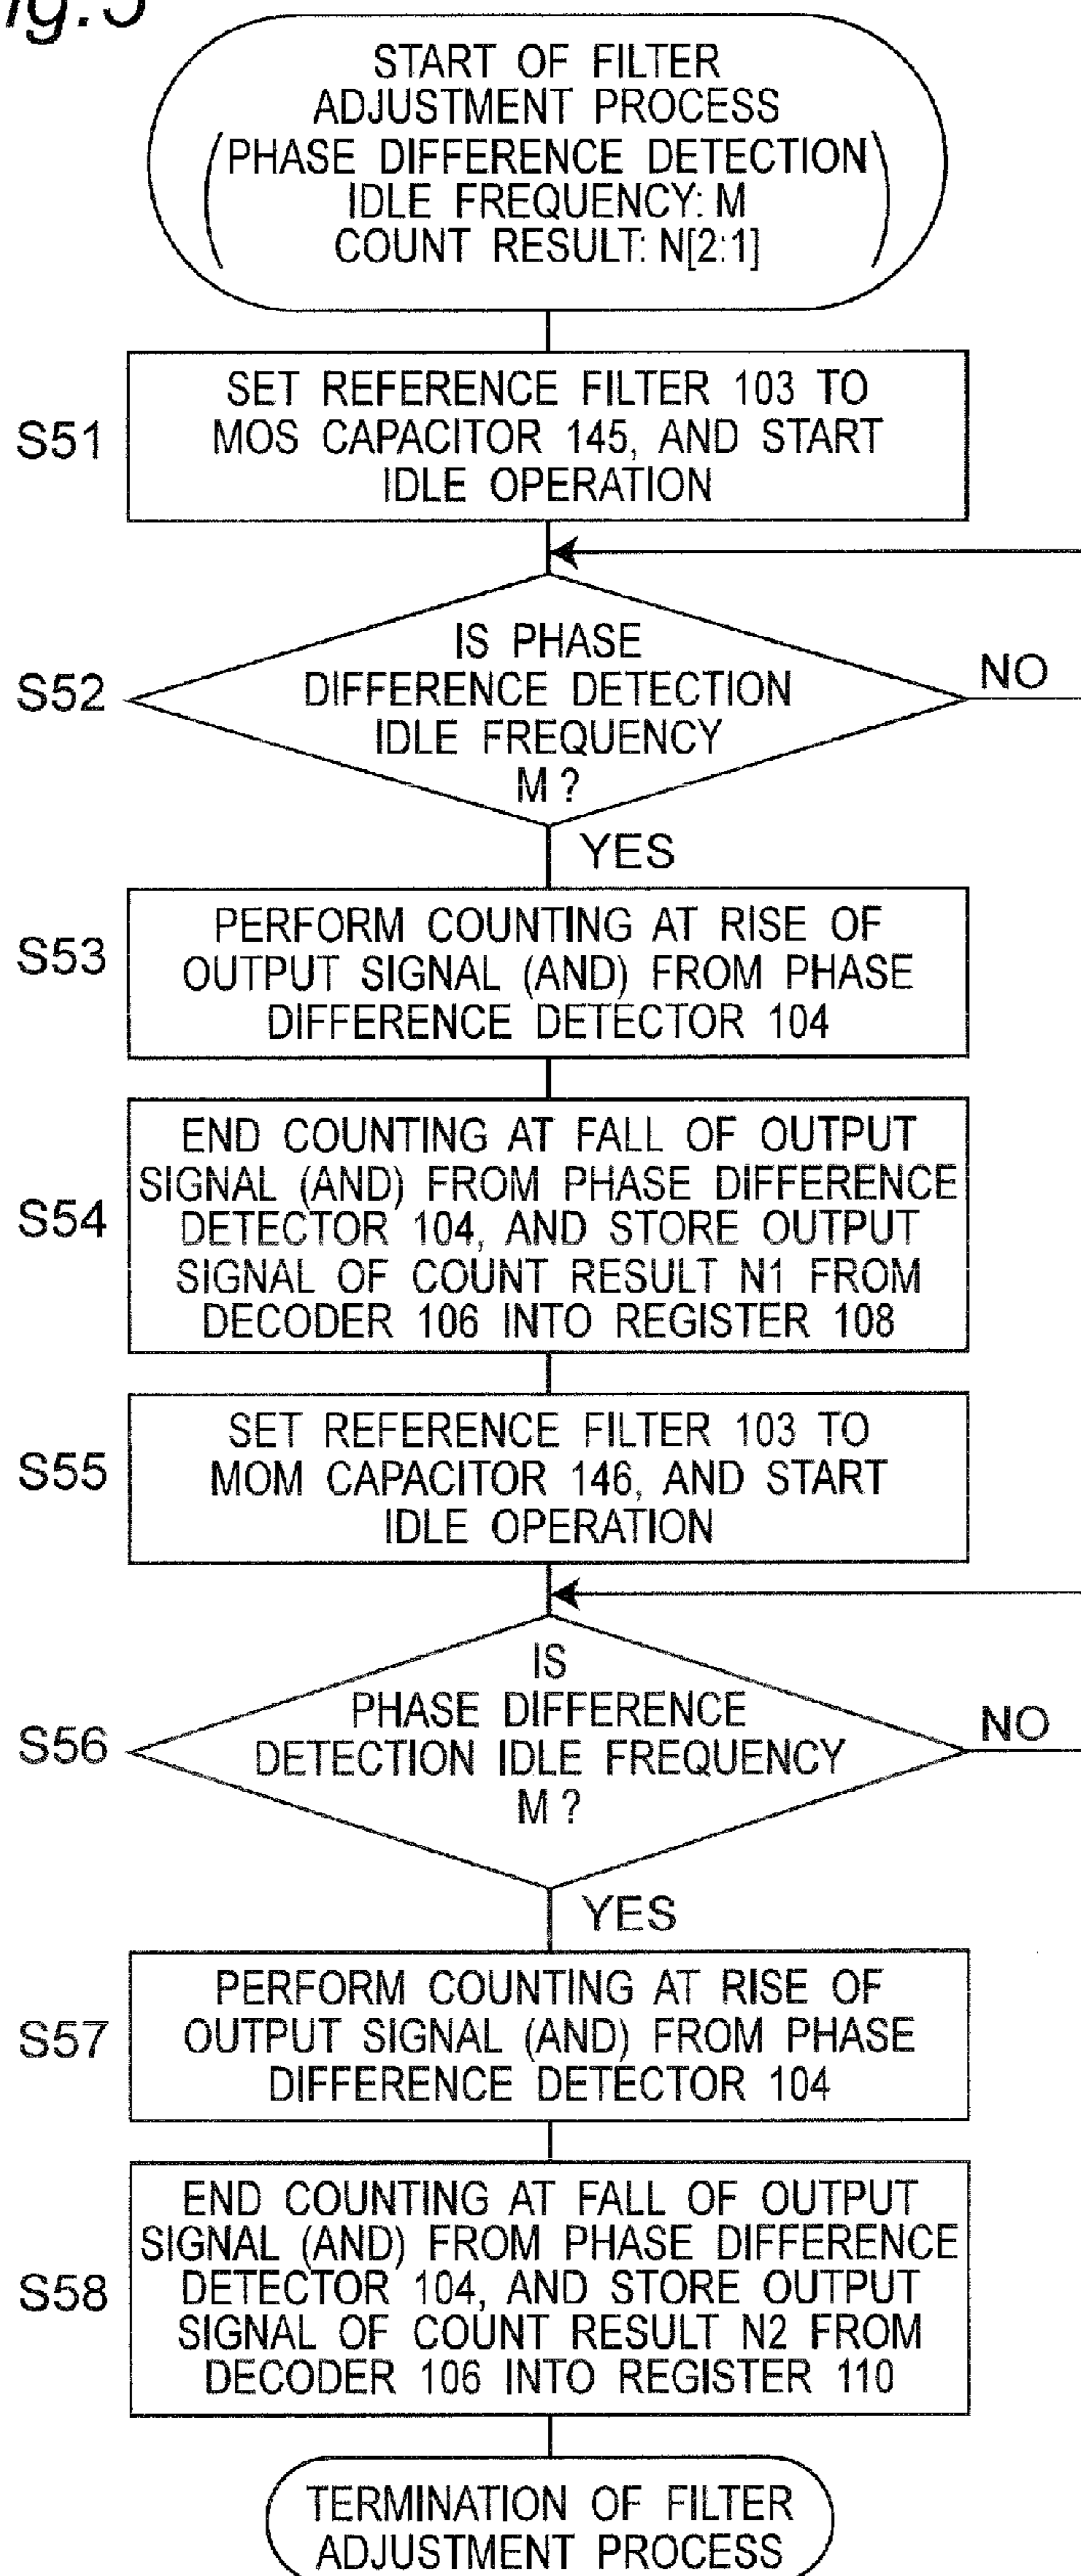 ig.5
START OF FILTER
ADJUSTMENT PROCESS
(PHASE DIFFERENCE DETECTION
IDLE FREQUENCY: M
COUNT RESULT: N[2:1])
S51
SET REFERENCE FILTER 103 TO
MOS CAPACITOR 145, AND START
IDLE OPERATION
S52
IS PHASE
DIFFERENCE DETECTION
IDLE FREQUENCY
M ?
NO
YES
S53
PERFORM COUNTING AT RISE OF
OUTPUT SIGNAL (AND) FROM PHASE
DIFFERENCE DETECTOR 104
S54
END COUNTING AT FALL OF OUTPUT
SIGNAL (AND) FROM PHASE DIFFERENCE
DETECTOR 104, AND STORE OUTPUT
SIGNAL OF COUNT RESULT N1 FROM
DECODER 106 INTO REGISTER 108
S55
SET REFERENCE FILTER 103 TO
MOM CAPACITOR 146, AND START
IDLE OPERATION
S56
IS
PHASE DIFFERENCE
DETECTION IDLE FREQUENCY
M ?
NO
YES
S57
PERFORM COUNTING AT RISE OF
OUTPUT SIGNAL (AND) FROM PHASE
DIFFERENCE DETECTOR 104
S58
END COUNTING AT FALL OF OUTPUT
SIGNAL (AND) FROM PHASE DIFFERENCE
DETECTOR 104, AND STORE OUTPUT
SIGNAL OF COUNT RESULT N2 FROM
DECODER 106 INTO REGISTER 110
TERMINATION OF FILTER
ADJUSTMENT PROCESS